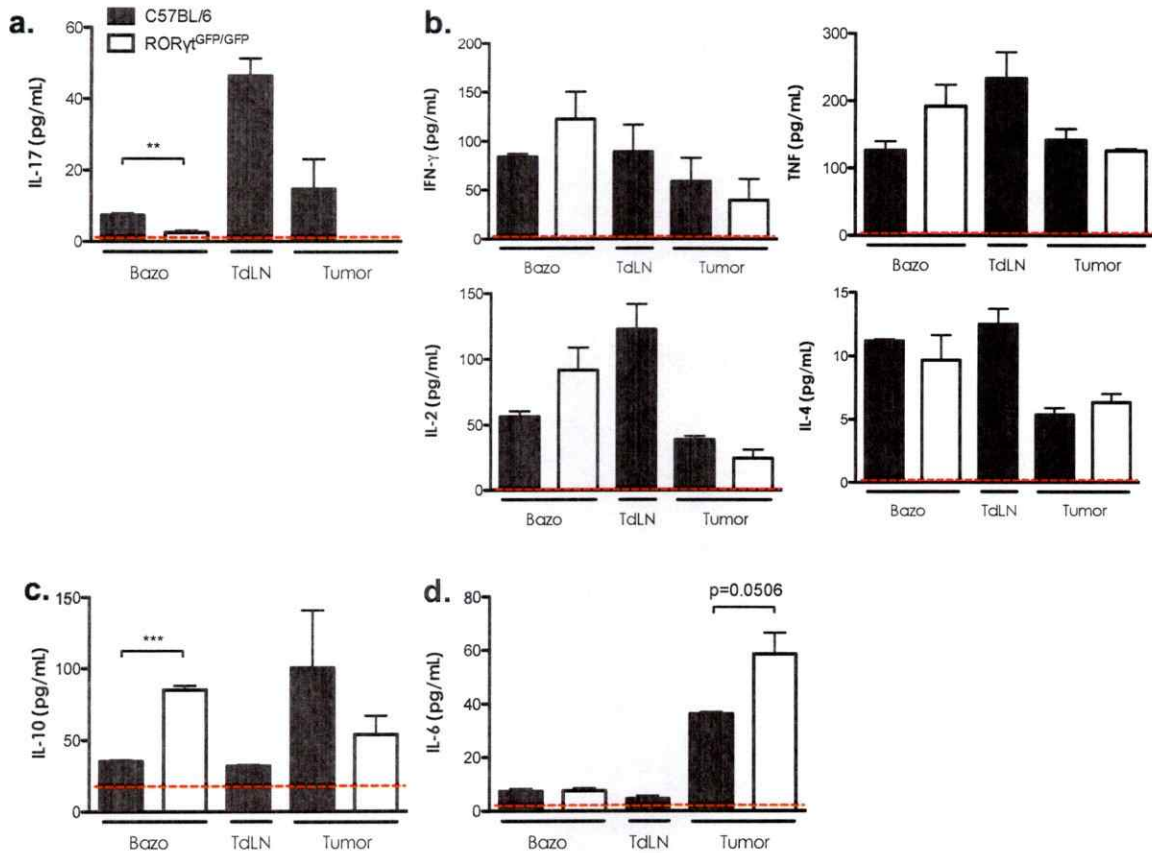 a.
C57BL/6
RORγt^GFP/GFP
IL-17 (pg/mL)
60
40
20
0
**
Bazo
TdLN
Tumor
b.
IFN-γ (pg/mL)
200
150
100
50
0
Bazo
TdLN
Tumor
TNF (pg/mL)
300
200
100
0
Bazo
TdLN
Tumor
IL-2 (pg/mL)
150
100
50
0
Bazo
TdLN
Tumor
IL-4 (pg/mL)
15
10
5
0
Bazo
TdLN
Tumor
c.
IL-10 (pg/mL)
150
100
50
0
***
Bazo
TdLN
Tumor
d.
IL-6 (pg/mL)
80
60
40
20
0
p=0.0506
Bazo
TdLN
Tumor